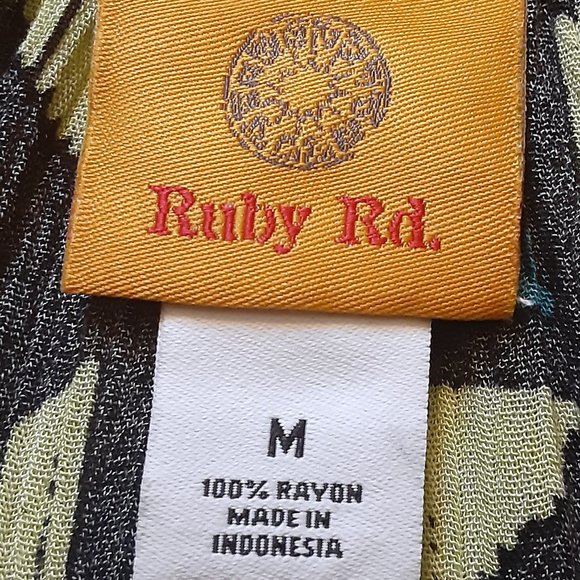 Ruby Rd.
M
100% RAYON
MADE IN
INDONESIA